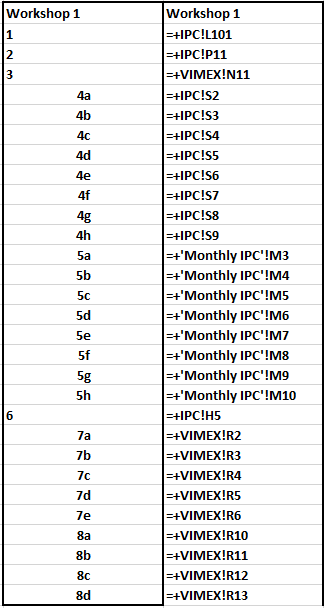 Workshop 1 Workshop 1
1 =+IPC!L101
2 =+IPC!P11
3 =+VIMEX!N11
4a =+IPC!S2
4b =+IPC!S3
4c =+IPC!S4
4d =+IPC!S5
4e =+IPC!S6
4f =+IPC!S7
4g =+IPC!S8
4h =+IPC!S9
5a =+'Monthly IPC'!M3
5b =+'Monthly IPC'!M4
5c =+'Monthly IPC'!M5
5d =+'Monthly IPC'!M6
5e =+'Monthly IPC'!M7
5f =+'Monthly IPC'!M8
5g =+'Monthly IPC'!M9
5h =+'Monthly IPC'!M10
6 =+IPC!H5
7a =+VIMEX!R2
7b =+VIMEX!R3
7c =+VIMEX!R4
7d =+VIMEX!R5
7e =+VIMEX!R6
8a =+VIMEX!R10
8b =+VIMEX!R11
8c =+VIMEX!R12
8d =+VIMEX!R13